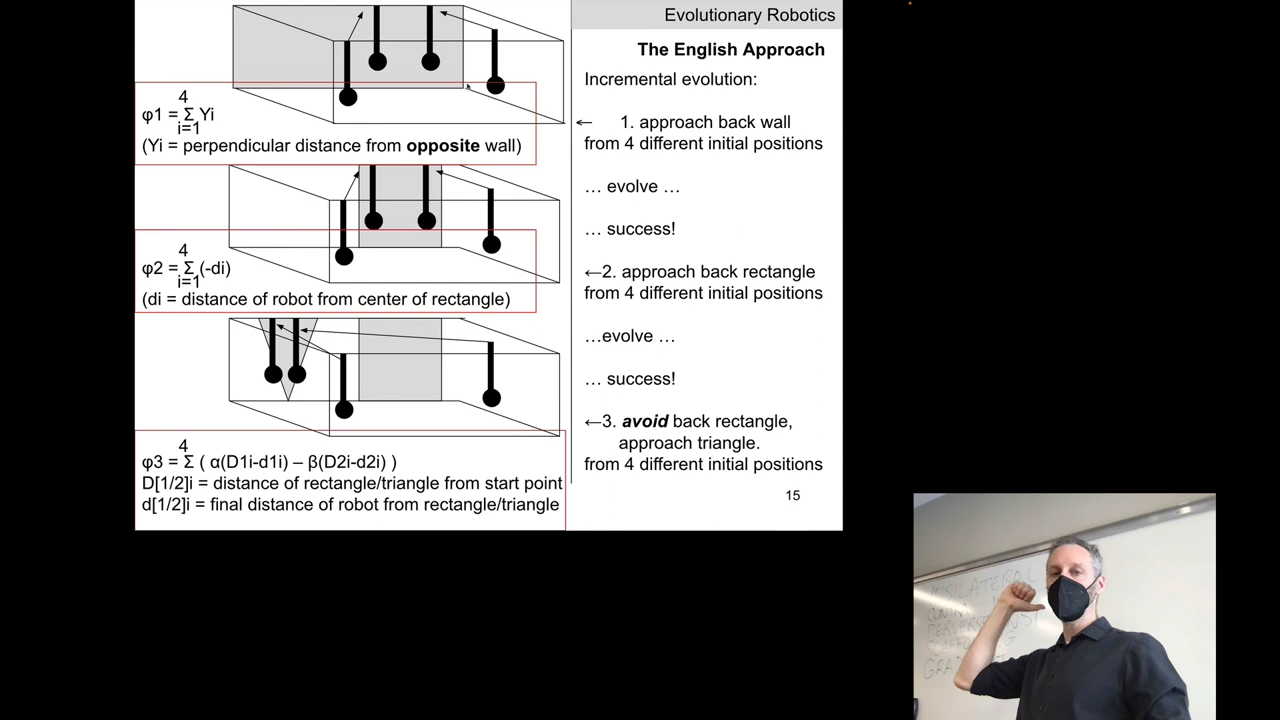 Evolutionary Robotics
The English Approach
Incremental evolution:
← 1. approach back wall
from 4 different initial positions
… evolve …
… success!
←2. approach back rectangle
from 4 different initial positions
…evolve …
… success!
←3. avoid back rectangle,
approach triangle.
from 4 different initial positions
15
4
φ1 = Σ Yi
i=1
(Yi = perpendicular distance from opposite wall)
4
φ2 = Σ (-di)
i=1
(di = distance of robot from center of rectangle)
4
φ3 = Σ ( α(D1i-d1i) – β(D2i-d2i) )
D[1/2]i = distance of rectangle/triangle from start point
d[1/2]i = final distance of robot from rectangle/triangle